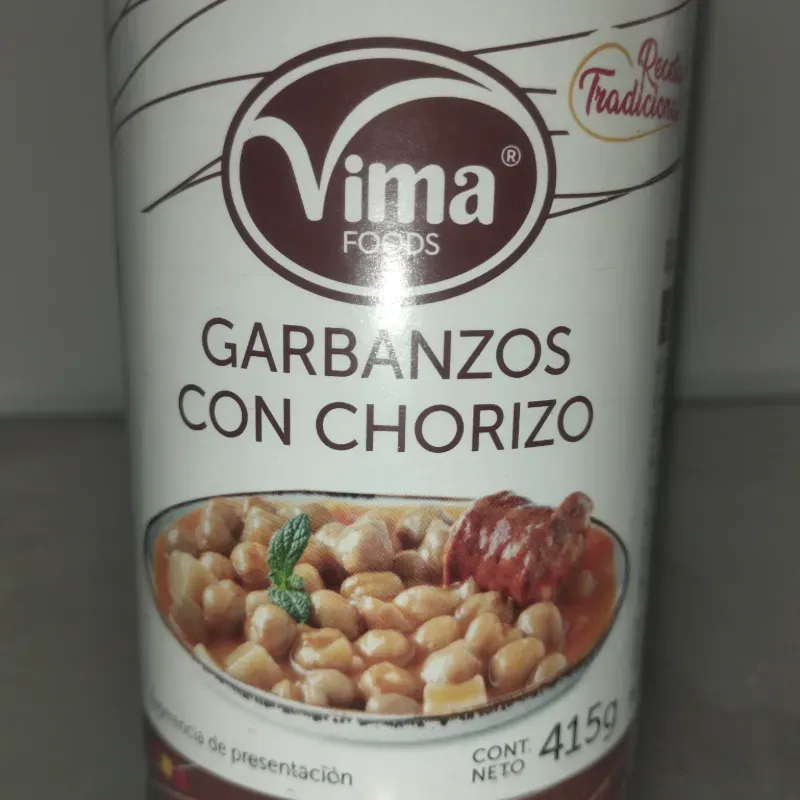 Receta
Tradicional
Vima®
FOODS
GARBANZOS
CON CHORIZO
de presentación
CONT.
NETO
415g